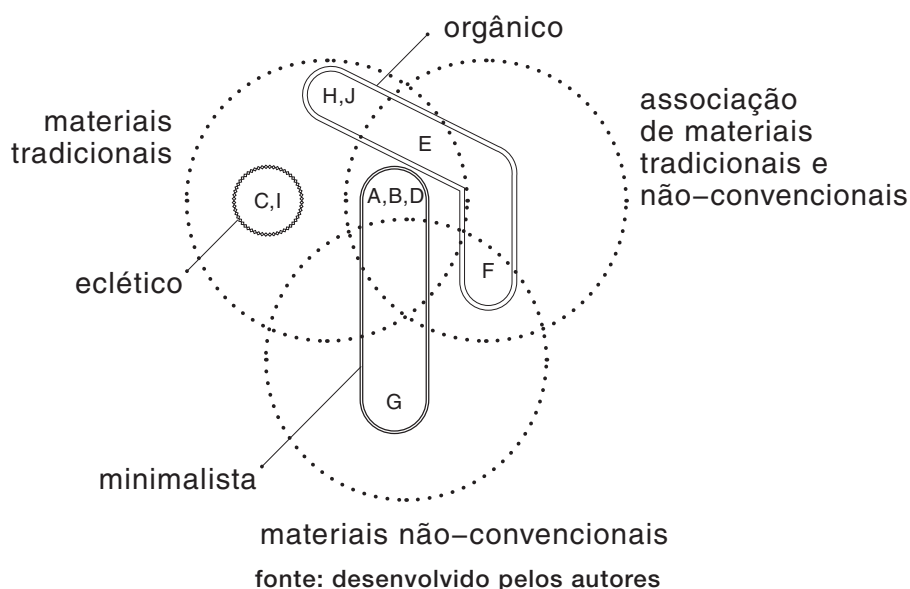 orgânico
materiais
tradicionais
associação
de materiais
tradicionais e
não–convencionais
H,J
E
C,I
A,B,D
F
eclético
G
minimalista
materiais não–convencionais
fonte: desenvolvido pelos autores